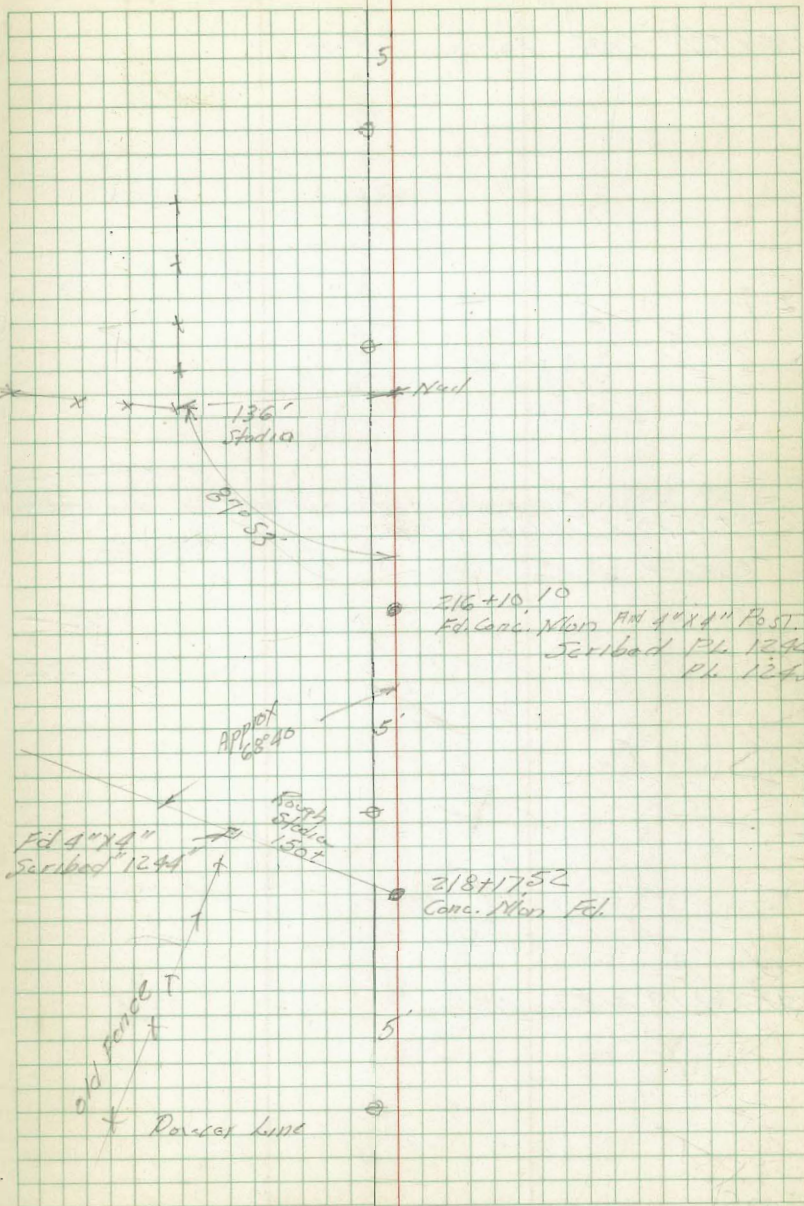 5
Nail
136'
Stadia
87°53'
216+10.10
Fd. Conc. Mon And 4"x4" Post.
Scribed PL 124
PL 124
Approx
68°40
5'
Rough
Stadia
150±
Fd 4"x4"
Scribed "1244"
218+17.52
Conc. Mon Fd.
Old Fence
5'
Power Line